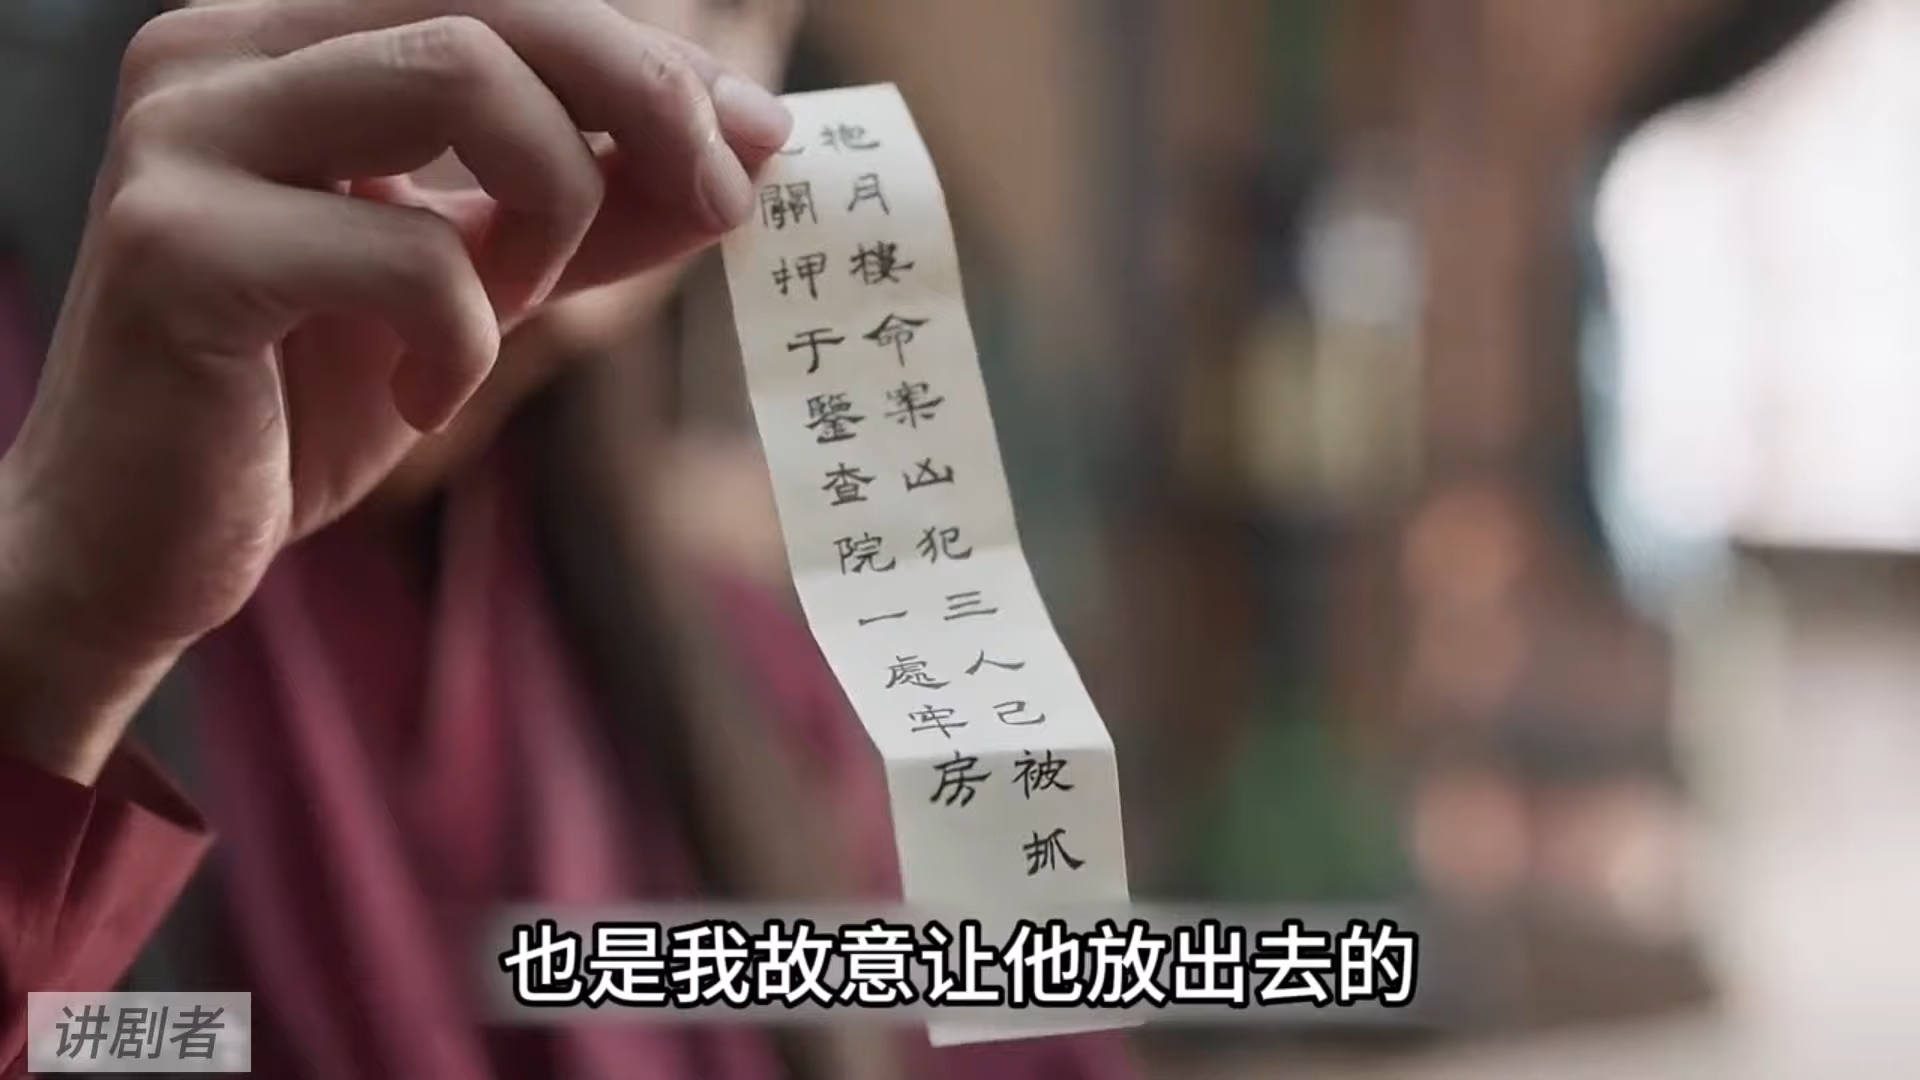 抱月楼命案凶犯三人已被抓
關押于鑒查院一處牢房
也是我故意让他放出去的
讲剧者